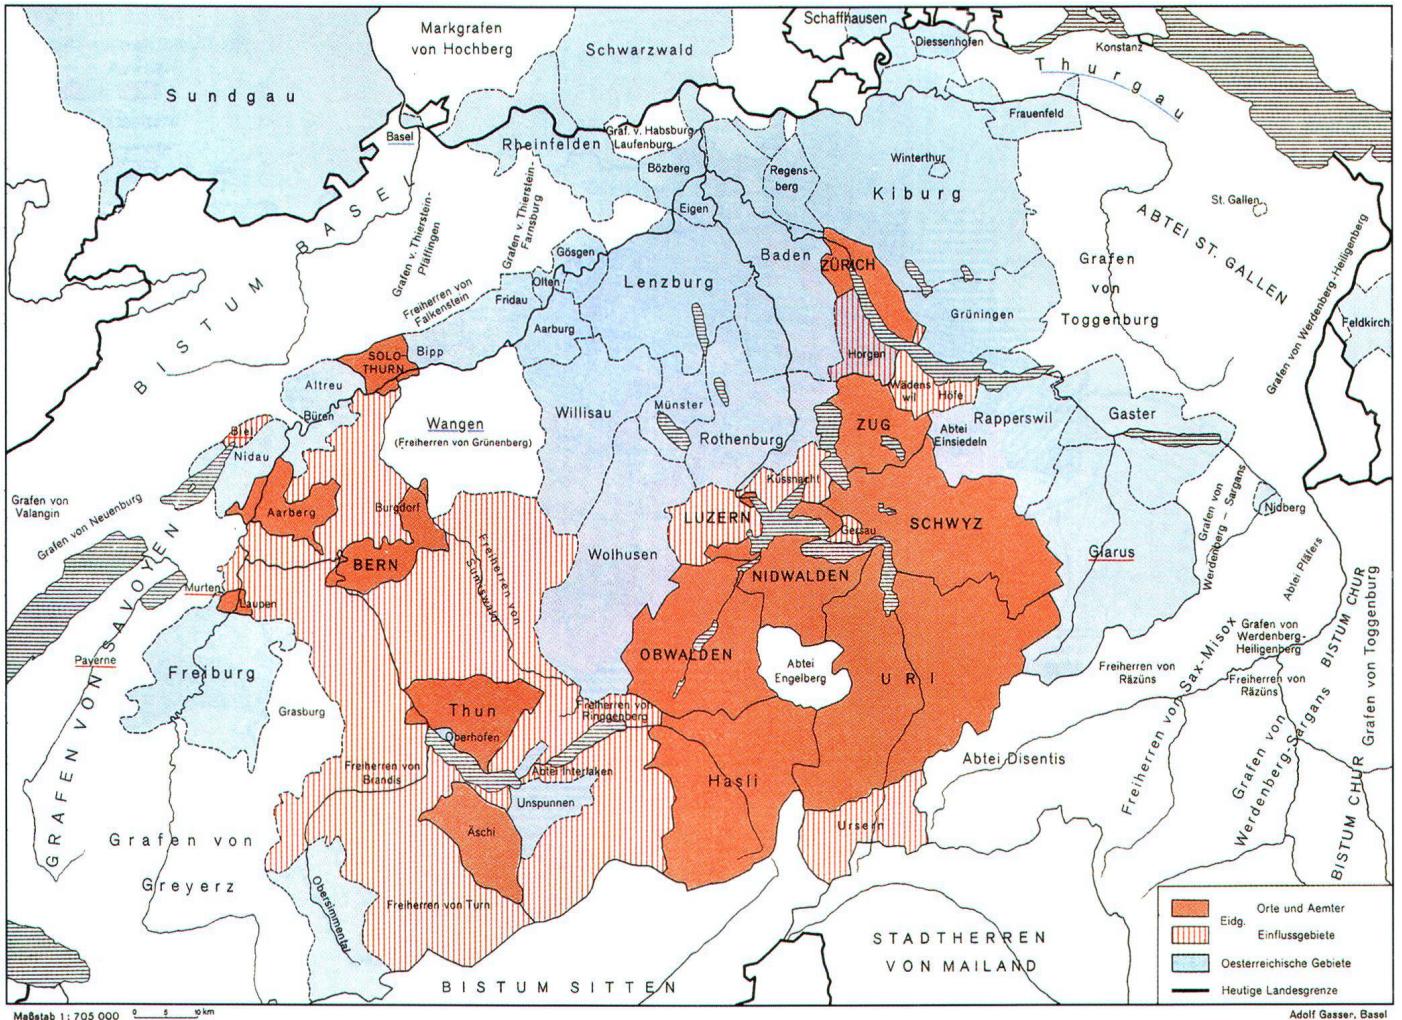 Markgrafen
von Hochberg
Schwarzwald
Schaffhausen
Diessenhofen
Konstanz
Thurgau
Sundgau
Basel
Rheinfelden
Graf. v. Habsburg
Laufenburg
Bözberg
Regens-
berg
Winterthur
Frauenfeld
Kiburg
Eigen
St. Gallen
ABTEI ST. GALLEN
BISTUM BASEL
Grafen v. Thierstein-
Pfäffingen
Grafen v. Thierstein-
Farnsburg
Gösgen
Olten
Fridau
Freiherren von
Falkenstein
Aarburg
Lenzburg
Baden
ZÜRICH
Grüningen
Grafen
von
Toggenburg
Grafen von Werdenberg-Heiligenberg
Feldkirch
SOLO-
THURN
Bipp
Altreu
Büren
Biel
Nidau
Wangen
(Freiherren von Grünenberg)
Willisau
Münster
Rothenburg
Horgen
Wädens
wil
Höfe
ZUG
Abtei
Einsiedeln
Rapperswil
Gaster
Grafen von
Valangin
Grafen von Neuenburg
Aarberg
Burgdorf
BERN
Freiherren von
Sumiswald
Wolhusen
LUZERN
Küssnacht
Gersau
SCHWYZ
NIDWALDEN
Glarus
Grafen von
Werdenberg - Sargans
Nidberg
Abtei Pfäfers
BISTUM CHUR
Grafen von Toggenburg
Murten
Laupen
Payerne
GRAFEN VON SAVOYEN
Freiburg
Grasburg
Thun
Oberhofen
Freiherren von
Ringgenberg
OBWALDEN
Abtei
Engelberg
URI
Freiherren von
Räzüns
Freiherren von Sax-Misox
Grafen von
Werdenberg-
Heiligenberg
Freiherren von
Räzüns
Grafen von
Werdenberg-Sargans
BISTUM CHUR
Freiherren von
Brandis
Abtei Interlaken
Unspunnen
Hasli
Abtei Disentis
Äschi
Ursern
Grafen von
Greyerz
Obersimmental
Freiherren von Turn
BISTUM SITTEN
STADTHERREN
VON MAILAND
Eidg.
Orte und Aemter
Einflussgebiete
Oesterreichische Gebiete
Heutige Landesgrenze
Maßstab 1:705 000
0 5 10 km
Adolf Gasser, Basel